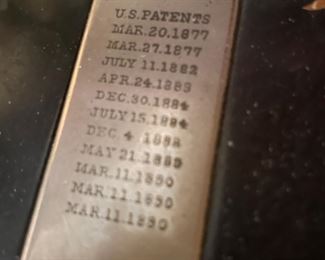 U.S. PATENTS
MAR. 20. 1877
MAR. 27. 1877
JULY 11. 1882
APR. 24. 1883
DEC. 30. 1884
JULY 15. 1884
DEC. 4 1888
MAY 21. 1889
MAR. 11. 1890
MAR. 11. 1890
MAR. 11. 1890